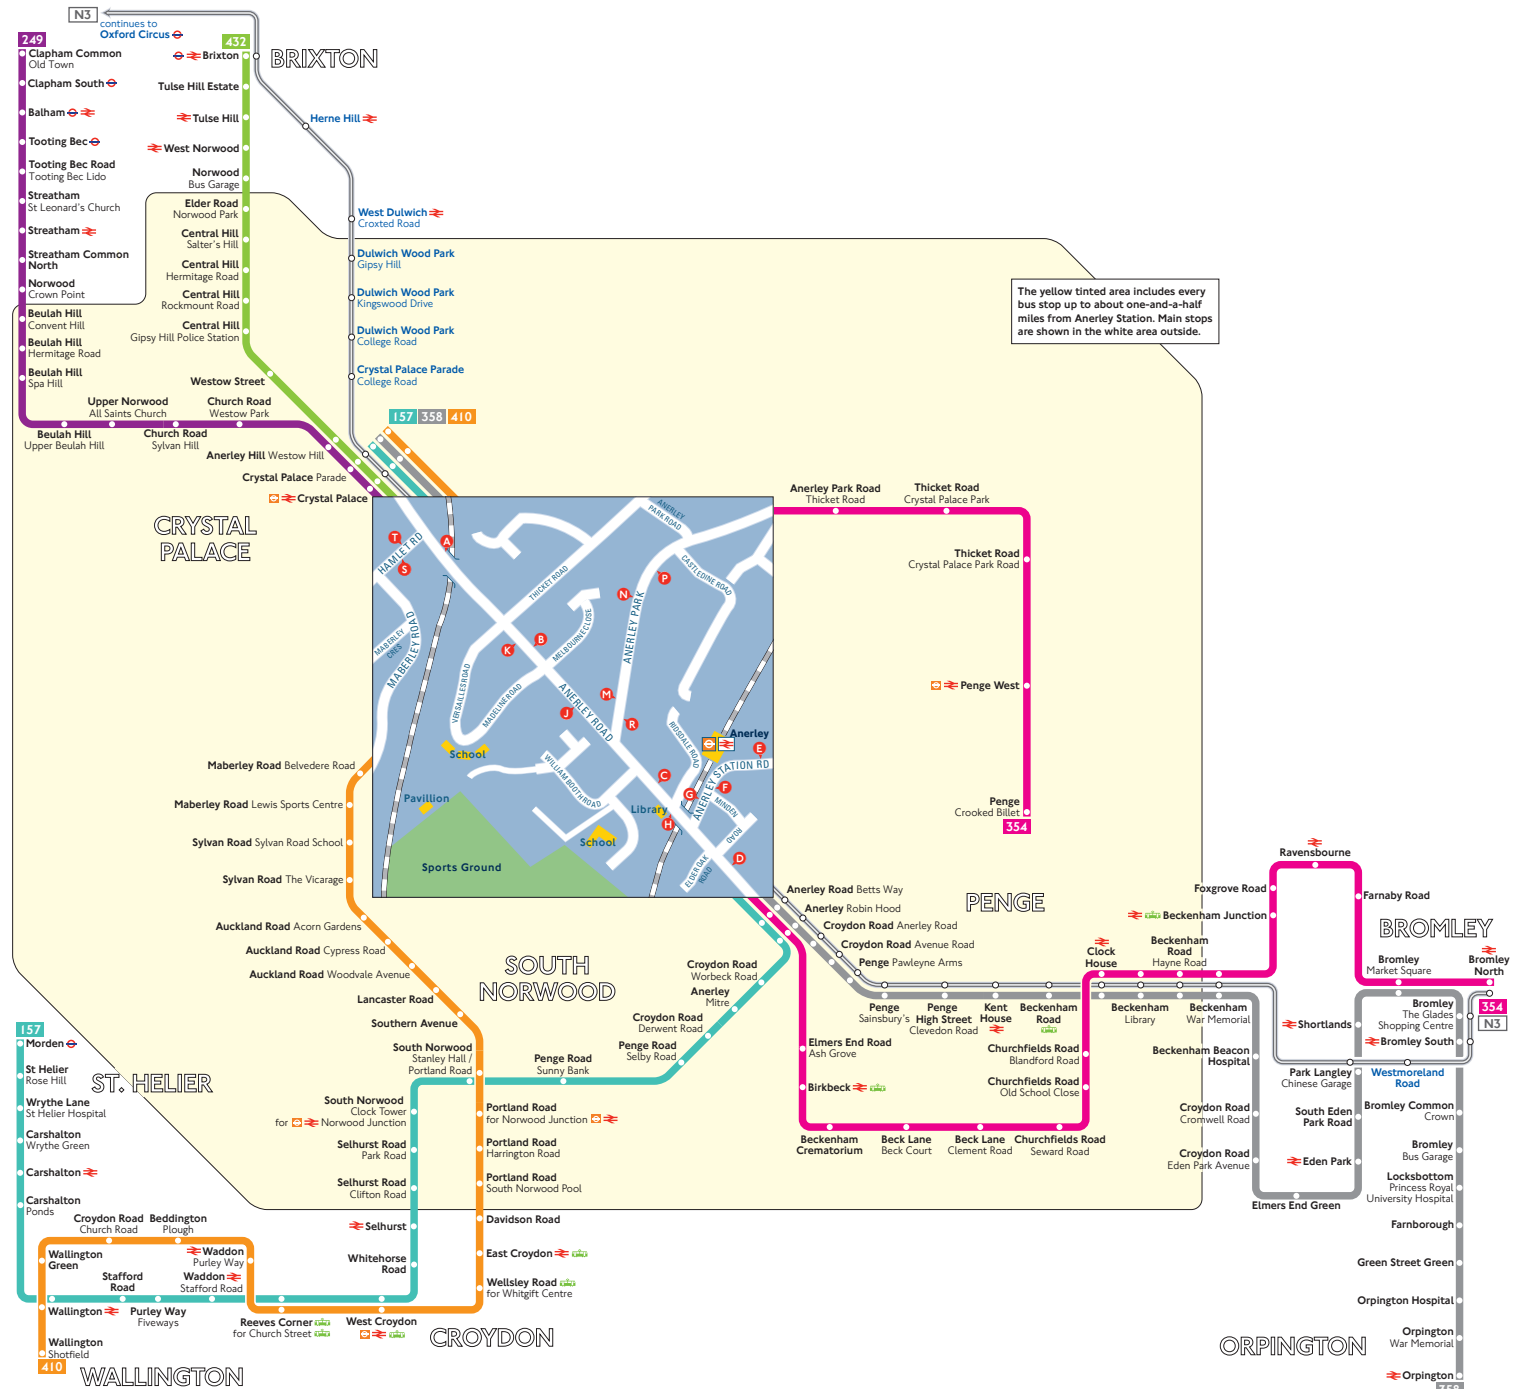 N3
continues to
Oxford Circus
249
Clapham Common
Old Town
Clapham South
Balham
Tooting Bec
Tooting Bec Road
Tooting Bec Lido
Streatham
St Leonard's Church
Streatham
Streatham Common
North
Norwood
Crown Point
Beulah Hill
Convent Hill
Beulah Hill
Hermitage Road
Beulah Hill
Spa Hill
Beulah Hill
Upper Beulah Hill
Upper Norwood
All Saints Church
Church Road
Sylvan Hill
Church Road
Westow Park
Anerley Hill Westow Hill
Crystal Palace Parade
Crystal Palace
432
Brixton
BRIXTON
Tulse Hill Estate
Tulse Hill
West Norwood
Norwood
Bus Garage
Elder Road
Norwood Park
Central Hill
Salter's Hill
Central Hill
Hermitage Road
Central Hill
Rockmount Road
Central Hill
Gipsy Hill Police Station
Westow Street
Herne Hill
West Dulwich
Croxted Road
Dulwich Wood Park
Gipsy Hill
Dulwich Wood Park
Kingswood Drive
Dulwich Wood Park
College Road
Crystal Palace Parade
College Road
157 358 410
The yellow tinted area includes every
bus stop up to about one-and-a-half
miles from Anerley Station. Main stops
are shown in the white area outside.
CRYSTAL
PALACE
Anerley Park Road
Thicket Road
Thicket Road
Crystal Palace Park
Thicket Road
Crystal Palace Park Road
Penge West
Penge
Crooked Billet
354
T
HAMLET RD
S
A
ANERLEY
PARK ROAD
THICKET ROAD
CASTLEDINE ROAD
P
N
ANERLEY PARK
MABERLEY
CRES
MABERLEY ROAD
K
B
MELBOURNE CLOSE
VERSAILLES ROAD
MADELINE ROAD
ANERLEY ROAD
M
J
R
RIDSDALE ROAD
Anerley
E
ANERLEY STATION RD
School
WILLIAM BOOTH ROAD
C
G
F
MINDEN
ROAD
Pavillion
Library
H
School
Sports Ground
ELDER OAK
ROAD
D
Maberley Road Belvedere Road
Maberley Road Lewis Sports Centre
Sylvan Road Sylvan Road School
Sylvan Road The Vicarage
Auckland Road Acorn Gardens
Auckland Road Cypress Road
Auckland Road Woodvale Avenue
Lancaster Road
Southern Avenue
South Norwood
Stanley Hall /
Portland Road
SOUTH
NORWOOD
PENGE
Anerley Road Betts Way
Anerley Robin Hood
Croydon Road Anerley Road
Croydon Road Avenue Road
Penge Pawleyne Arms
Croydon Road
Worbeck Road
Anerley
Mitre
Croydon Road
Derwent Road
Penge Road
Selby Road
Penge Road
Sunny Bank
Penge
Sainsbury's
Penge
High Street
Clevedon Road
Kent
House
Beckenham
Road
Clock
House
Beckenham
Library
Beckenham
Road
Hayne Road
Beckenham
War Memorial
Elmers End Road
Ash Grove
Birkbeck
Beckenham
Crematorium
Beck Lane
Beck Court
Beck Lane
Clement Road
Churchfields Road
Seward Road
Churchfields Road
Blandford Road
Churchfields Road
Old School Close
Beckenham Junction
Foxgrove Road
Ravensbourne
Farnaby Road
BROMLEY
Bromley
Market Square
Bromley
North
354
N3
Bromley
The Glades
Shopping Centre
Shortlands
Bromley South
Park Langley
Chinese Garage
Westmoreland
Road
Beckenham Beacon
Hospital
Croydon Road
Cromwell Road
Croydon Road
Eden Park Avenue
Elmers End Green
South Eden
Park Road
Eden Park
Bromley Common
Crown
Bromley
Bus Garage
Locksbottom
Princess Royal
University Hospital
Farnborough
Green Street Green
Orpington Hospital
Orpington
War Memorial
ORPINGTON
Orpington
358
157
Morden
St Helier
Rose Hill
ST. HELIER
Wrythe Lane
St Helier Hospital
Carshalton
Wrythe Green
Carshalton
Carshalton
Ponds
Croydon Road
Church Road
Beddington
Plough
Wallington
Green
Waddon
Purley Way
Stafford
Road
Waddon
Stafford Road
Wallington
Purley Way
Fiveways
Wallington
Shotfield
410
WALLINGTON
Reeves Corner
for Church Street
West Croydon
CROYDON
South Norwood
Clock Tower
for Norwood Junction
Selhurst Road
Park Road
Selhurst Road
Clifton Road
Selhurst
Whitehorse
Road
Portland Road
for Norwood Junction
Portland Road
Harrington Road
Portland Road
South Norwood Pool
Davidson Road
East Croydon
Wellsley Road
for Whitgift Centre